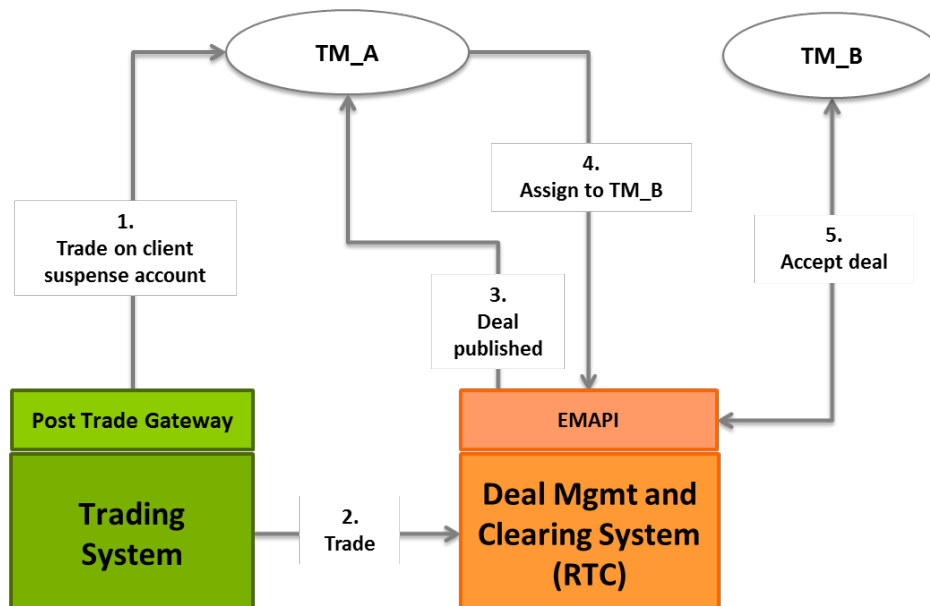 TM_A
TM_B
4.
Assign to TM_B
1.
Trade on client
suspense account
5.
Accept deal
3.
Deal
published
Post Trade Gateway
EMAPI
Trading
System
2.
Trade
Deal Mgmt and
Clearing System
(RTC)